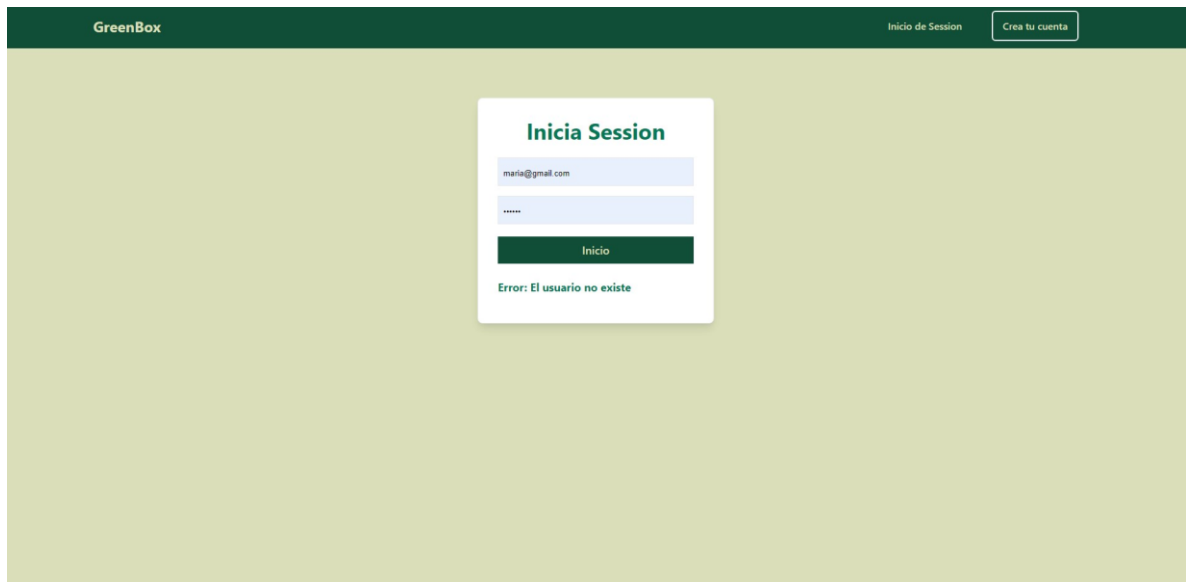 GreenBox
Inicio de Session
Crea tu cuenta
Inicia Session
maria@gmail.com
••••••
Inicio
Error: El usuario no existe